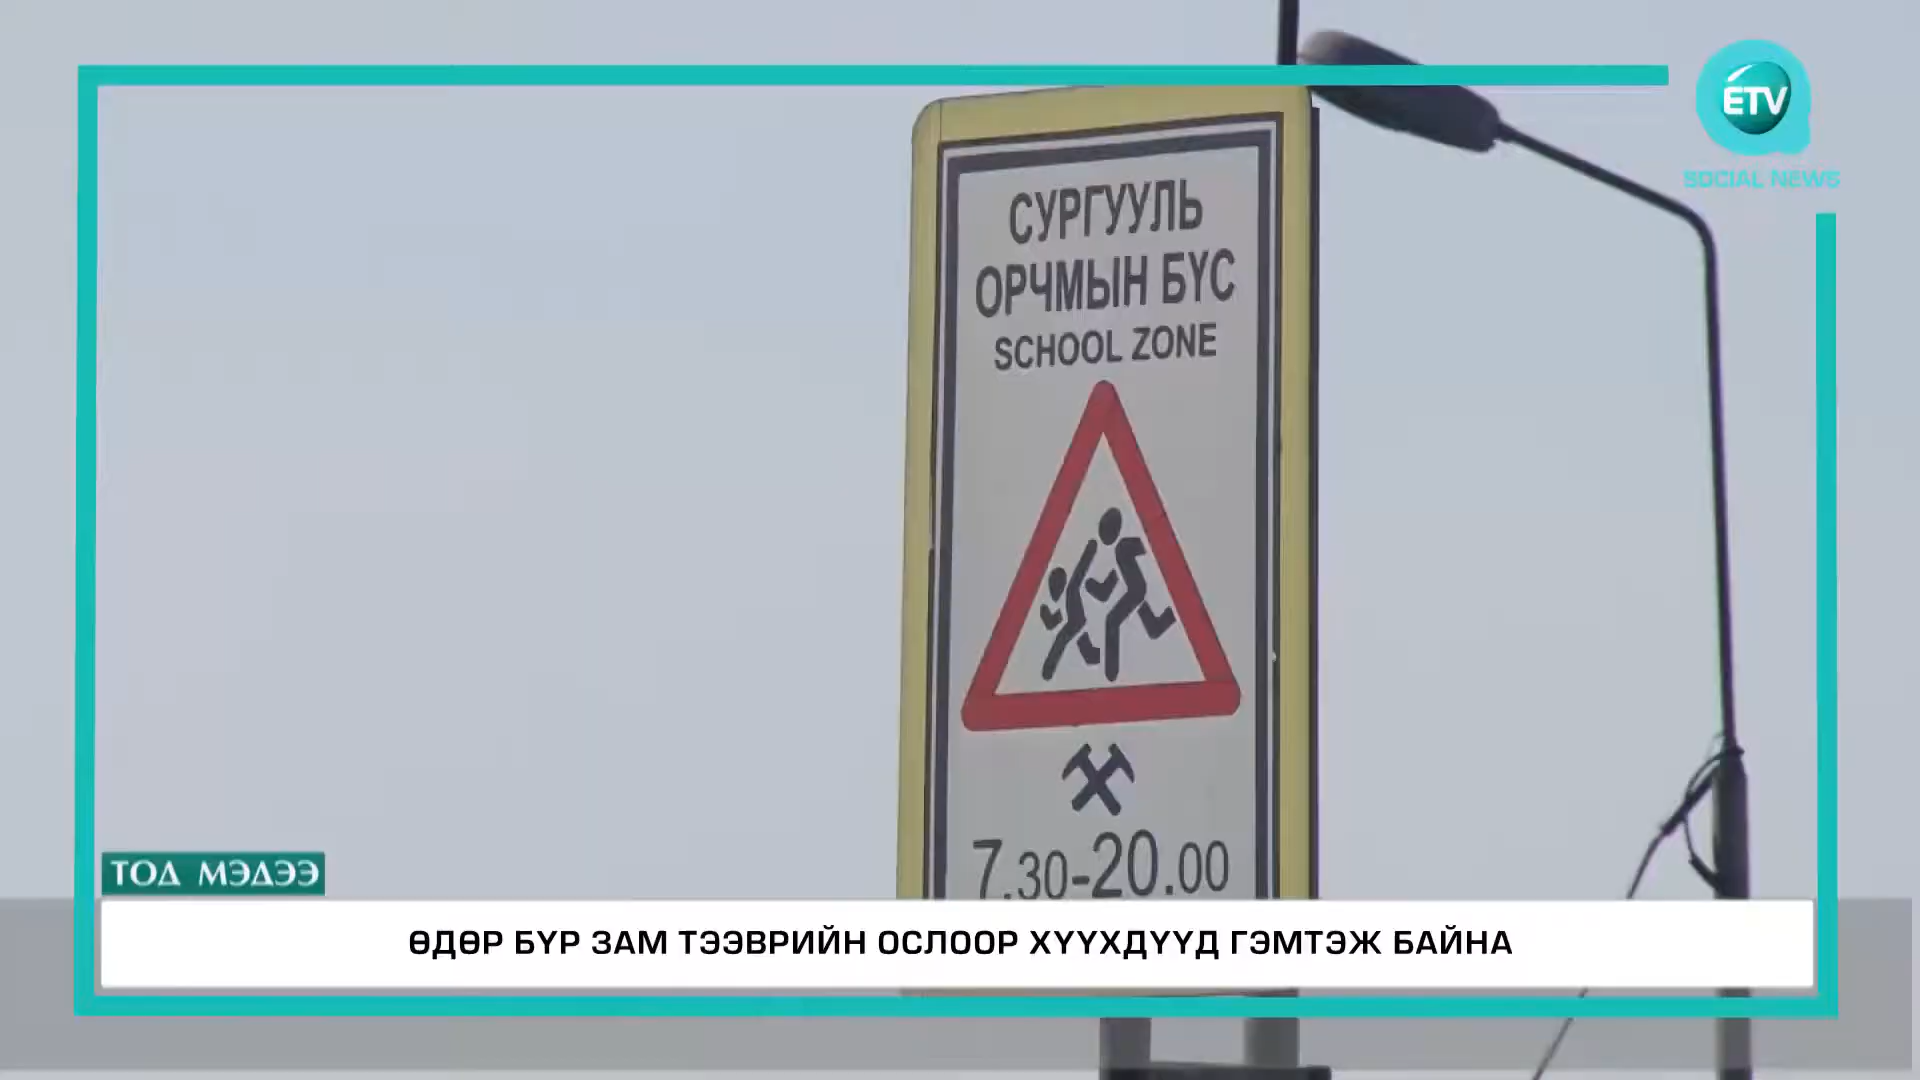 ETV
SOCIAL NEWS
СУРГУУЛЬ
ОРЧМЫН БҮС
SCHOOL ZONE
7.30-20.00
ТОД МЭДЭЭ
ӨДӨР БҮР ЗАМ ТЭЭВРИЙН ОСЛООР ХҮҮХДҮҮД ГЭМТЭЖ БАЙНА